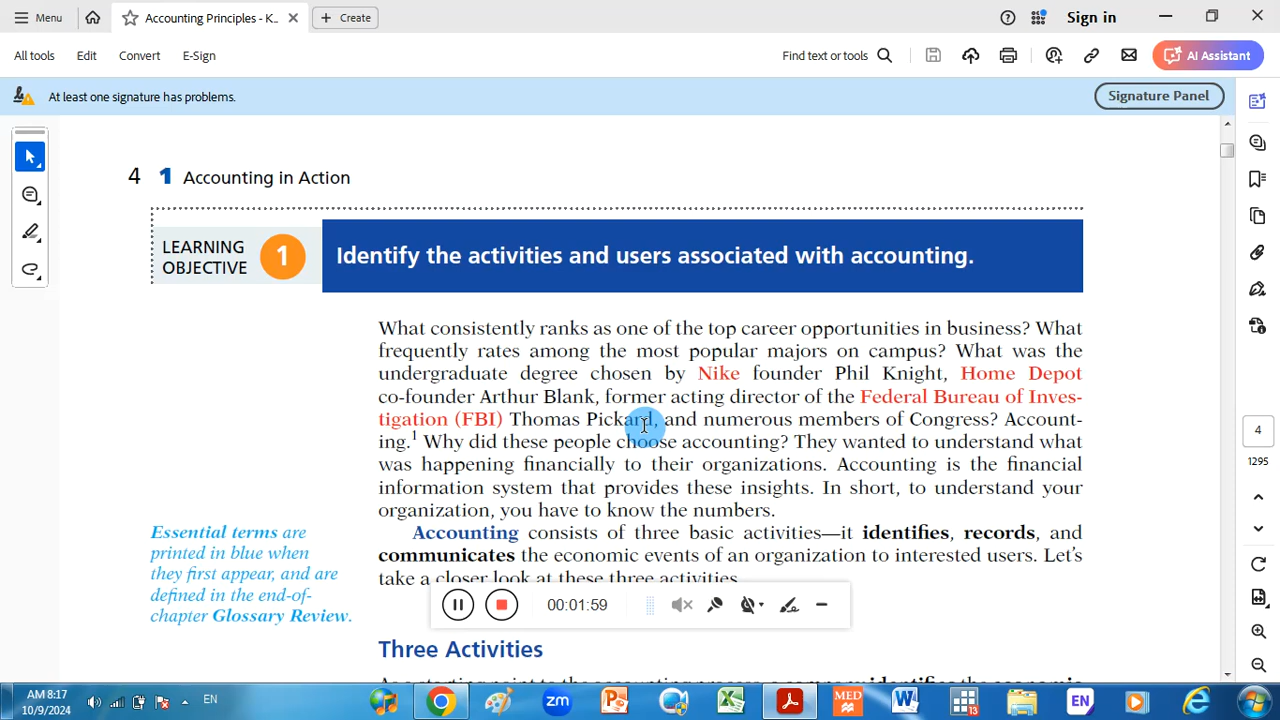 Menu
Accounting Principles - K...
Create
Sign in
All tools
Edit
Convert
E-Sign
Find text or tools
AI Assistant
At least one signature has problems.
Signature Panel
4 1 Accounting in Action
LEARNING
OBJECTIVE
1
Identify the activities and users associated with accounting.
What consistently ranks as one of the top career opportunities in business? What
frequently rates among the most popular majors on campus? What was the
undergraduate degree chosen by Nike founder Phil Knight, Home Depot
co-founder Arthur Blank, former acting director of the Federal Bureau of Inves-
tigation (FBI) Thomas Pickard, and numerous members of Congress? Account-
ing.1 Why did these people choose accounting? They wanted to understand what
was happening financially to their organizations. Accounting is the financial
information system that provides these insights. In short, to understand your
organization, you have to know the numbers.
Accounting consists of three basic activities—it identifies, records, and
communicates the economic events of an organization to interested users. Let's
take a closer look at these three activities.
Essential terms are
printed in blue when
they first appear, and are
defined in the end-of-
chapter Glossary Review.
00:01:59
Three Activities
4
1295
AM 8:17
10/9/2024
EN
zm
MED
13
EN